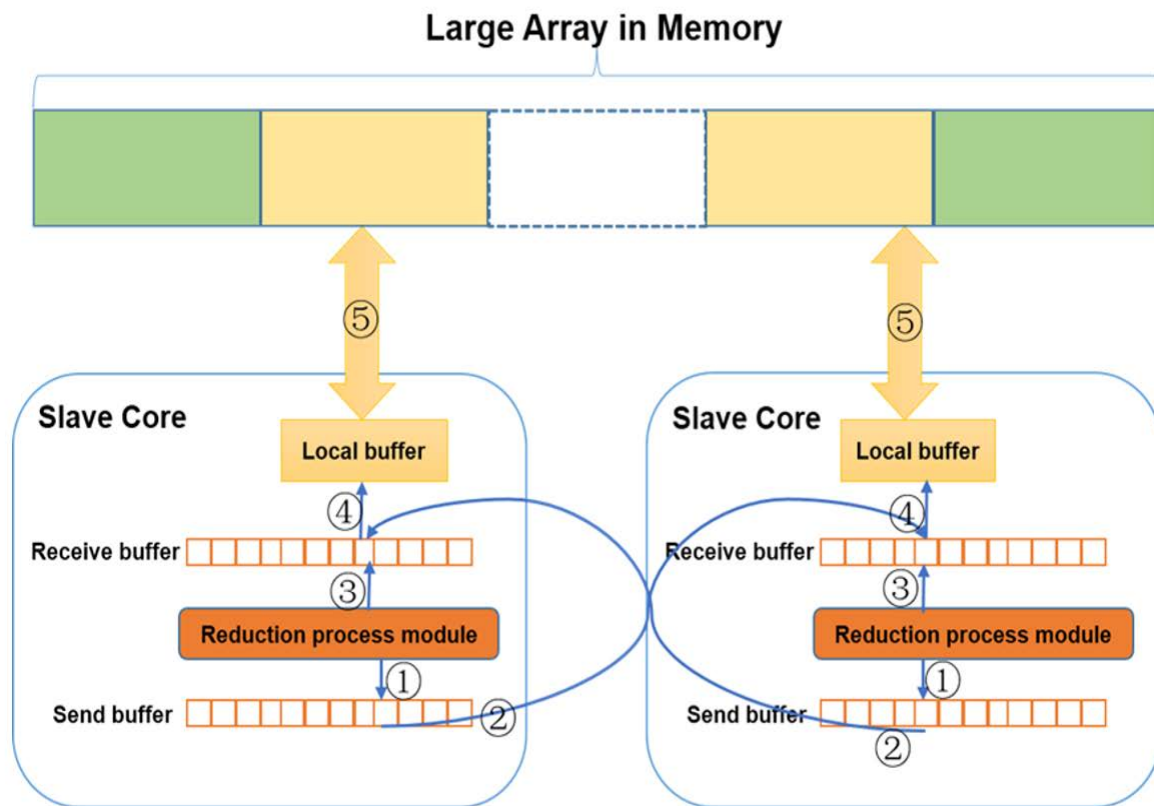 Large Array in Memory
⑤ ⑤
Slave Core Slave Core
Local buffer Local buffer
④ ④
Receive buffer Receive buffer
③ ③
Reduction process module Reduction process module
① ①
Send buffer ② Send buffer
②